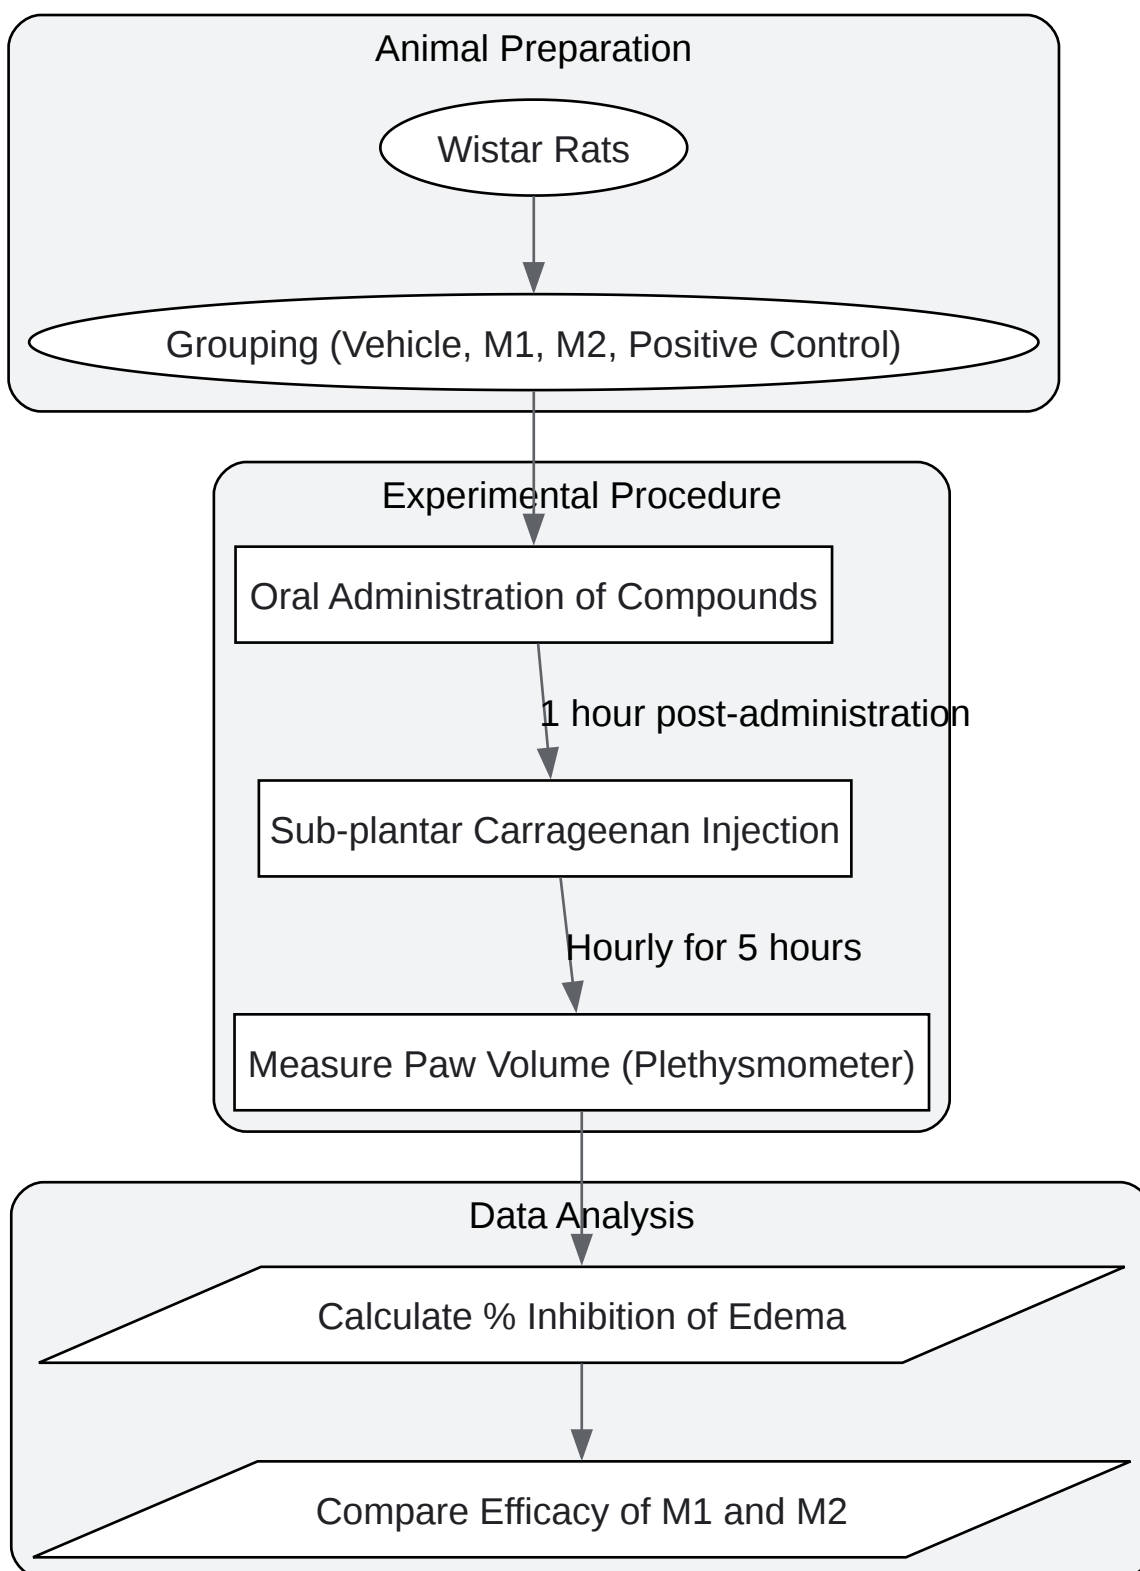 Animal Preparation
Wistar Rats
Grouping (Vehicle, M1, M2, Positive Control)
Experimental Procedure
Oral Administration of Compounds
1 hour post-administration
Sub-plantar Carrageenan Injection
Hourly for 5 hours
Measure Paw Volume (Plethysmometer)
Data Analysis
Calculate % Inhibition of Edema
Compare Efficacy of M1 and M2